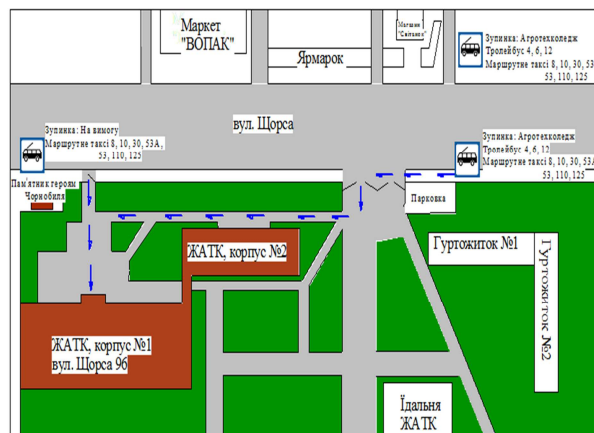 Маркет
"ВОПАК"
Магазин
"Світанок"
Ярмарок
Зупинка: Агротехколедж
Тролейбус 4, 6, 12
Маршрутне таксі 8, 10, 30, 53
53, 110, 125
вул. Щорса
Зупинка: На вимогу
Маршрутне таксі 8, 10, 30, 53А,
53, 110, 125
Зупинка: Агротехколедж
Тролейбус 4, 6, 12
Маршрутне таксі 8, 10, 30, 53А
53, 110, 125
Пам'ятник героям
Чорнобиля
Парковка
ЖАТК, корпус №2
Гуртожиток №1
Гуртожиток №2
ЖАТК, корпус №1
вул. Щорса 96
Їдальня
ЖАТК